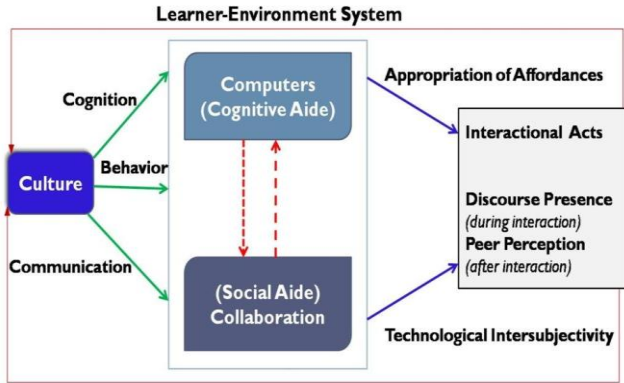 Learner-Environment System
Computers
(Cognitive Aide)
Appropriation of Affordances
Cognition
Interactional Acts
Behavior
Culture
Discourse Presence
(during interaction)
Peer Perception
(after interaction)
Communication
(Social Aide)
Collaboration
Technological Intersubjectivity